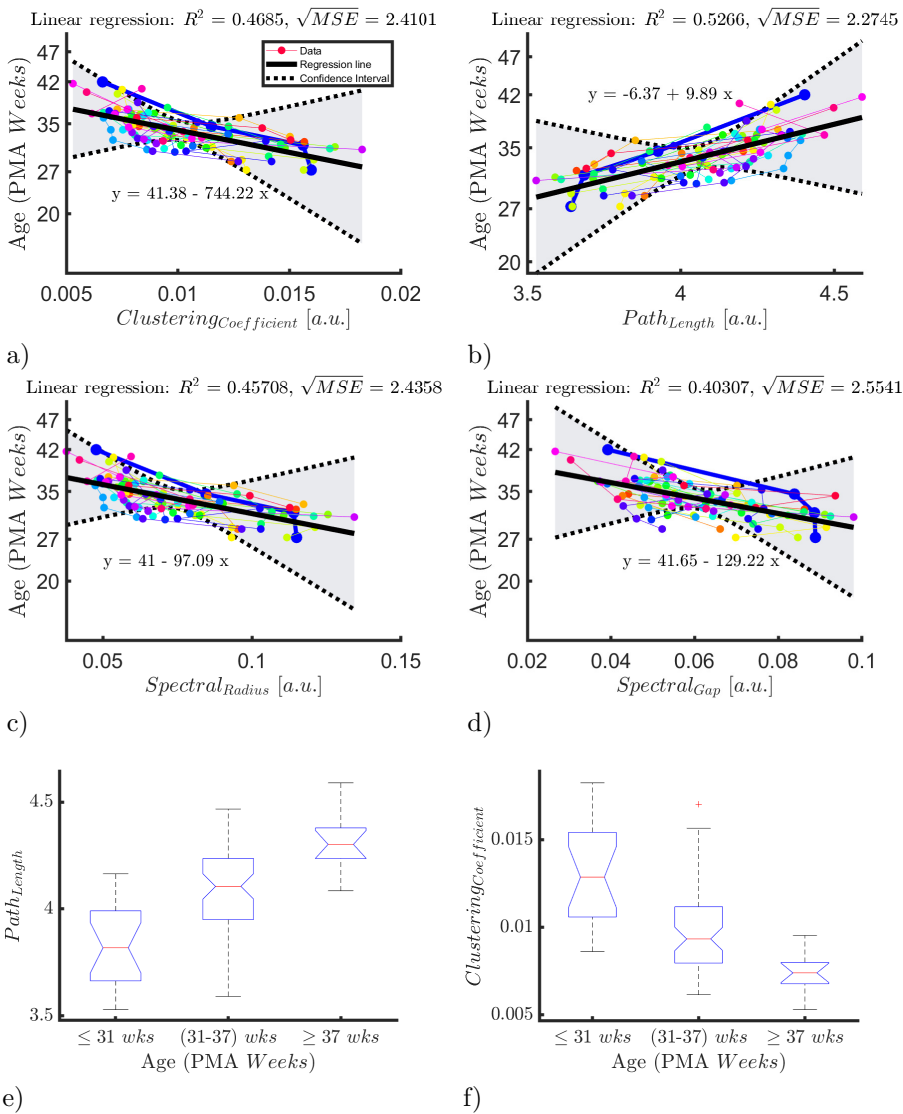 Linear regression: R² = 0.4685, √MSE = 2.4101
47
42
35
27
20
Age (PMA Weeks)
Data
Regression line
Confidence Interval
y = 41.38 - 744.22 x
0.005 0.01 0.015 0.02
Clustering_Coefficient [a.u.]
a)
Linear regression: R² = 0.5266, √MSE = 2.2745
47
42
35
27
20
Age (PMA Weeks)
y = -6.37 + 9.89 x
3.5 4 4.5
Path_Length [a.u.]
b)
Linear regression: R² = 0.45708, √MSE = 2.4358
47
42
35
27
20
Age (PMA Weeks)
y = 41 - 97.09 x
0.05 0.1 0.15
Spectral_Radius [a.u.]
c)
Linear regression: R² = 0.40307, √MSE = 2.5541
47
42
35
27
20
Age (PMA Weeks)
y = 41.65 - 129.22 x
0.02 0.04 0.06 0.08 0.1
Spectral_Gap [a.u.]
d)
4.5
4
3.5
Path_Length
≤ 31 wks (31-37) wks ≥ 37 wks
Age (PMA Weeks)
e)
0.015
0.01
0.005
Clustering_Coefficient
≤ 31 wks (31-37) wks ≥ 37 wks
Age (PMA Weeks)
f)